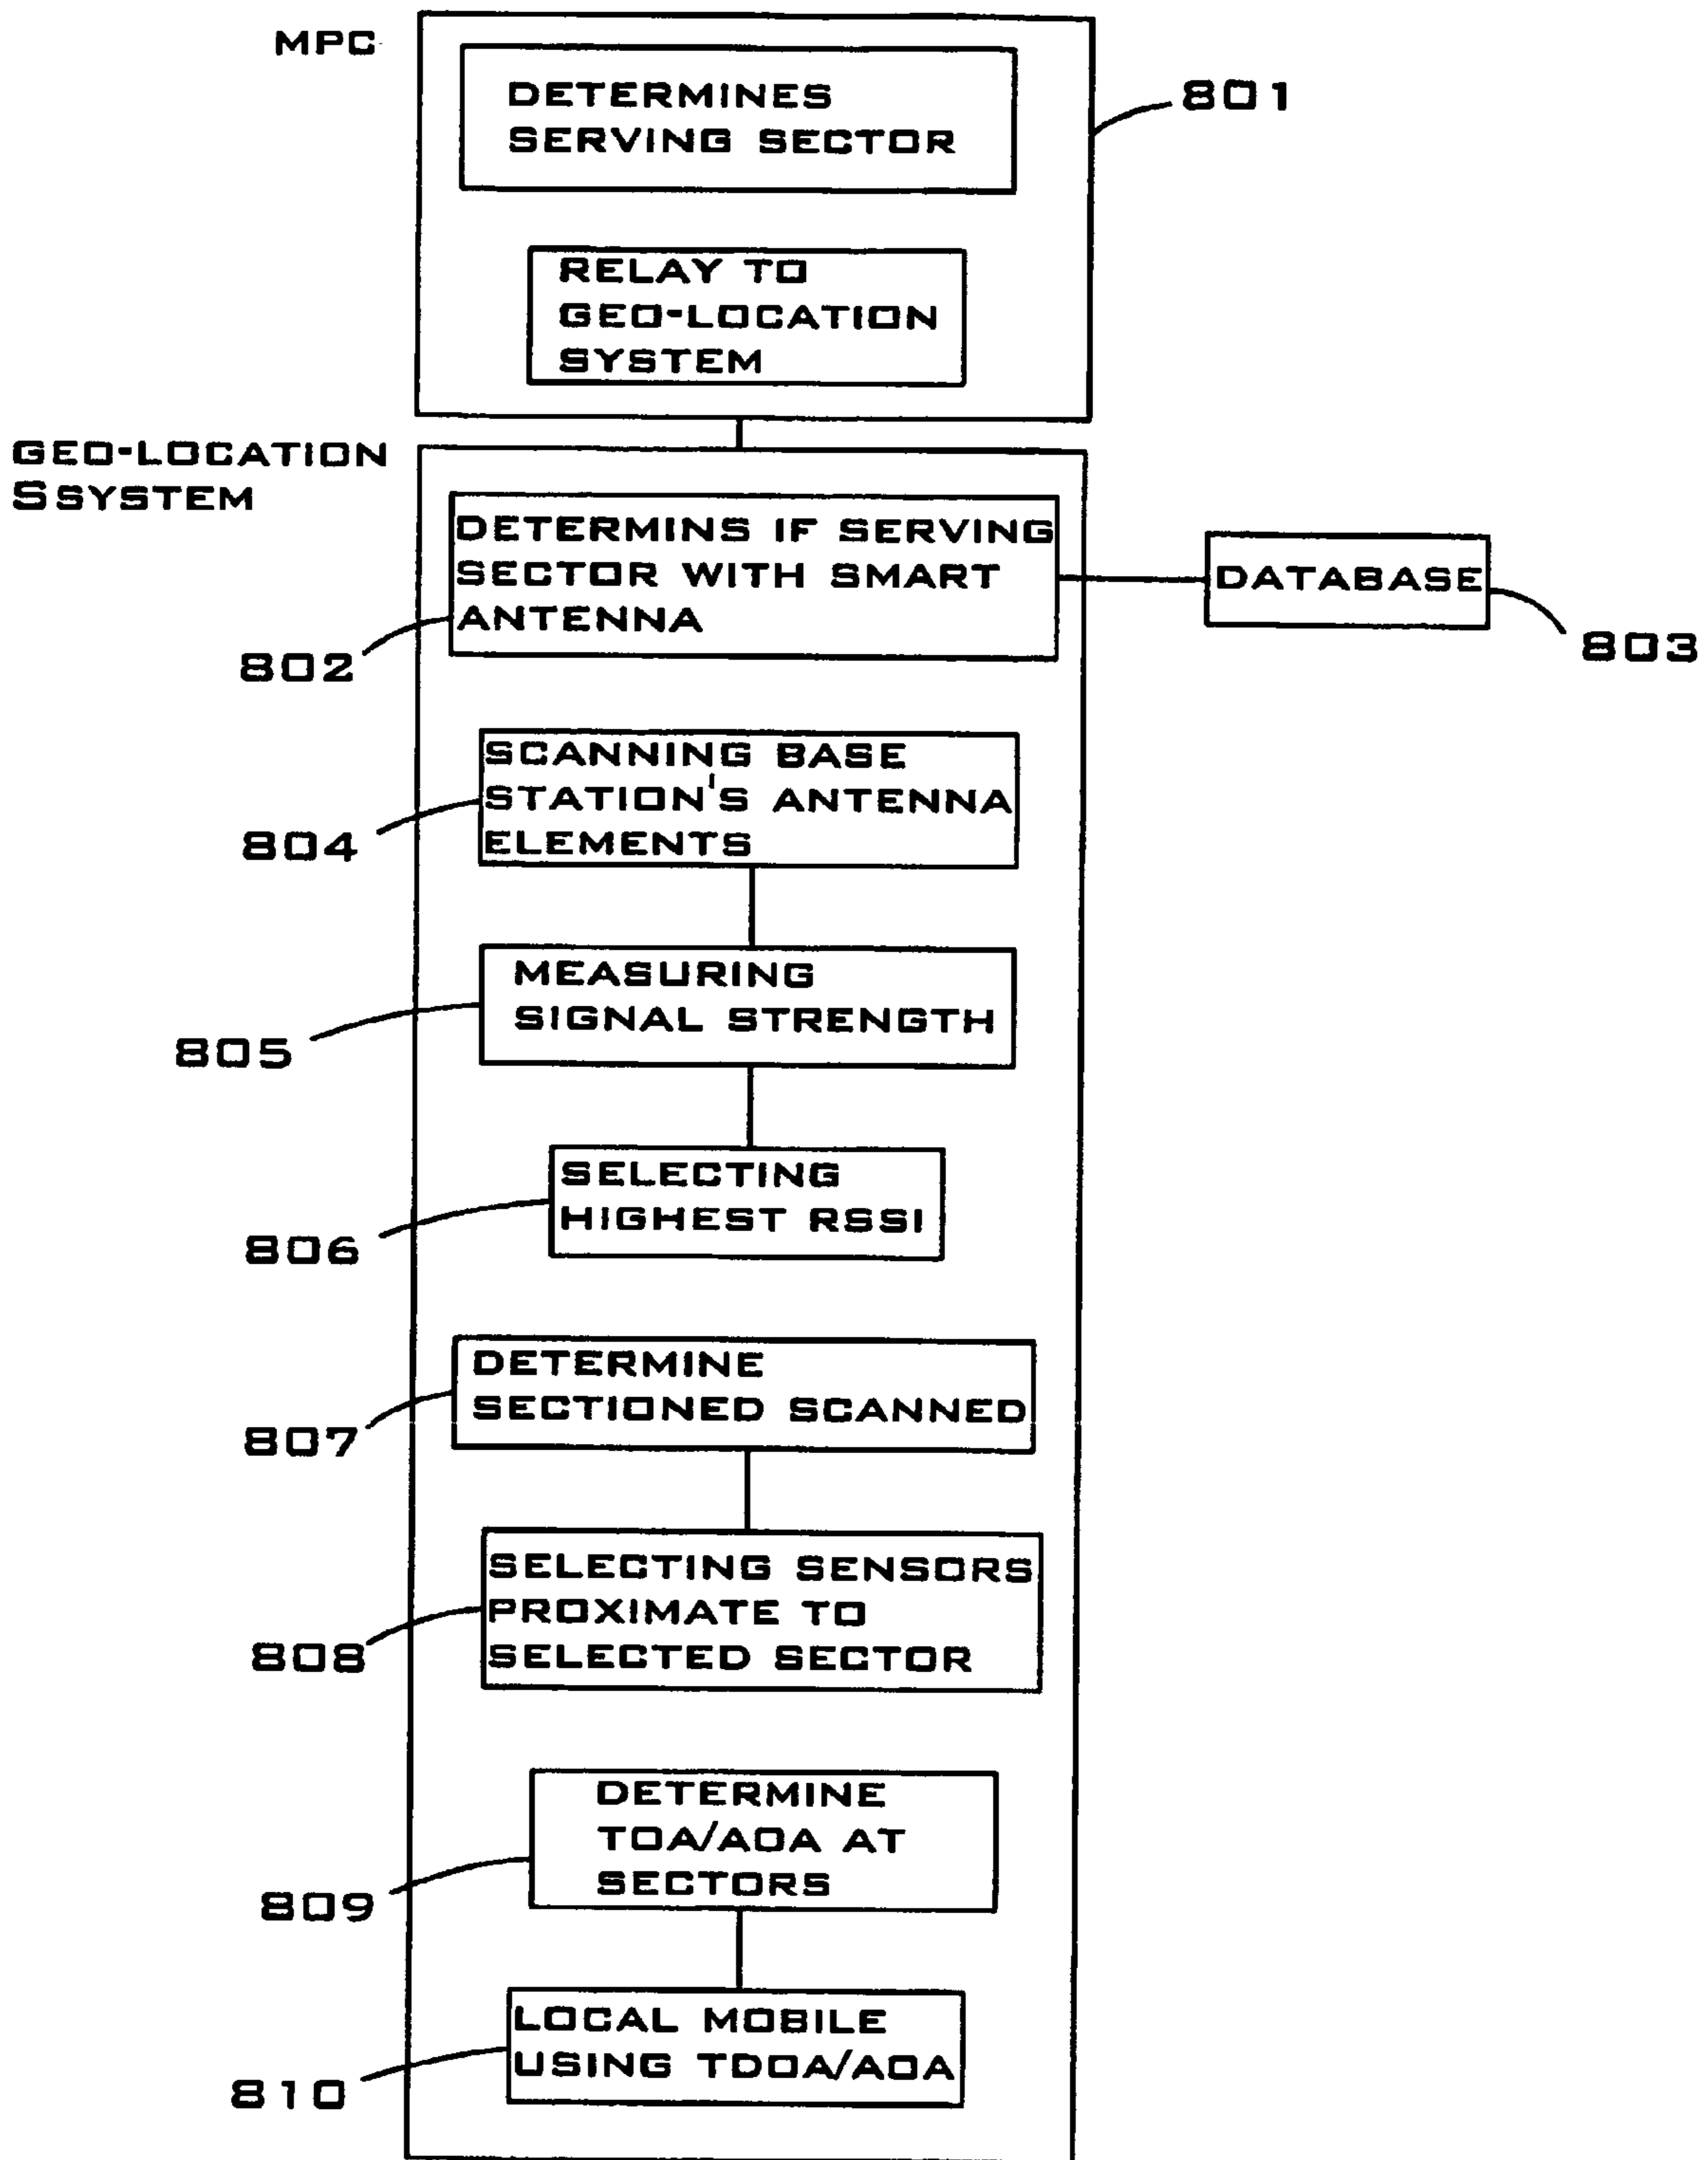 MPC
DETERMINES
SERVING SECTOR
801
RELAY TO
GEO-LOCATION
SYSTEM
GEO-LOCATION
SSYSTEM
DETERMINS IF SERVING
SECTOR WITH SMART
ANTENNA
802
DATABASE
803
SCANNING BASE
STATION'S ANTENNA
ELEMENTS
804
MEASURING
SIGNAL STRENGTH
805
SELECTING
HIGHEST RSSI
806
DETERMINE
SECTIONED SCANNED
807
SELECTING SENSORS
PROXIMATE TO
SELECTED SECTOR
808
DETERMINE
TOA/AOA AT
SECTORS
809
LOCAL MOBILE
USING TDOA/AOA
810